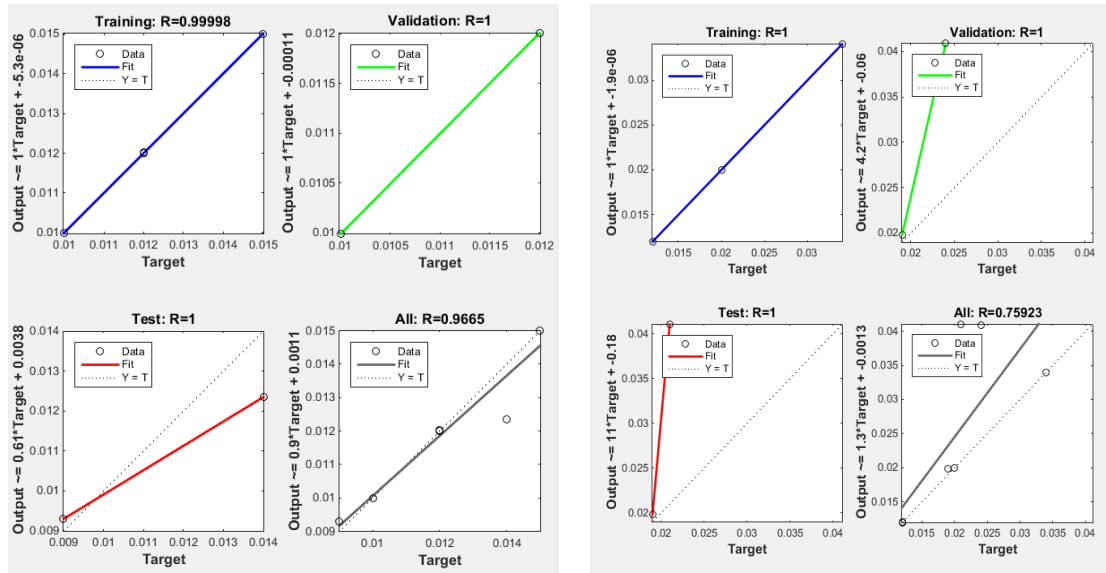 Training: R=0.99998
Output ~= 1*Target + -5.3e-06
0.015
0.014
0.013
0.012
0.011
0.01
Data
Fit
Y = T
0.01 0.011 0.012 0.013 0.014 0.015
Target
Validation: R=1
Output ~= 1*Target + -0.00011
0.012
0.0115
0.011
0.0105
0.01
Data
Fit
Y = T
0.01 0.0105 0.011 0.0115 0.012
Target
Training: R=1
Output ~= 1*Target + -1.9e-06
0.03
0.025
0.02
0.015
Data
Fit
Y = T
0.015 0.02 0.025 0.03
Target
Validation: R=1
Output ~= 4.2*Target + -0.06
0.04
0.035
0.03
0.025
0.02
Data
Fit
Y = T
0.02 0.025 0.03 0.035 0.04
Target
Test: R=1
Output ~= 0.61*Target + 0.0038
0.014
0.013
0.012
0.011
0.01
0.009
Data
Fit
Y = T
0.009 0.01 0.011 0.012 0.013 0.014
Target
All: R=0.9665
Output ~= 0.9*Target + 0.0011
0.015
0.014
0.013
0.012
0.011
0.01
0.009
Data
Fit
Y = T
0.01 0.012 0.014
Target
Test: R=1
Output ~= 11*Target + -0.18
0.04
0.035
0.03
0.025
0.02
Data
Fit
Y = T
0.02 0.025 0.03 0.035 0.04
Target
All: R=0.75923
Output ~= 1.3*Target + -0.0013
0.04
0.035
0.03
0.025
0.02
0.015
Data
Fit
Y = T
0.015 0.02 0.025 0.03 0.035 0.04
Target